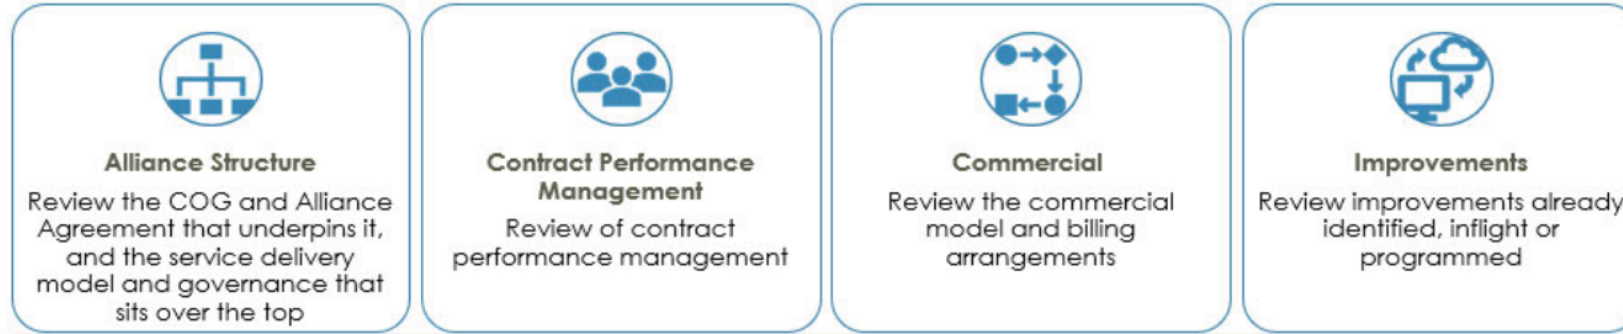 Alliance Structure
Review the COG and Alliance
Agreement that underpins it,
and the service delivery
model and governance that
sits over the top
Contract Performance
Management
Review of contract
performance management
Commercial
Review the commercial
model and billing
arrangements
Improvements
Review improvements already
identified, inflight or
programmed